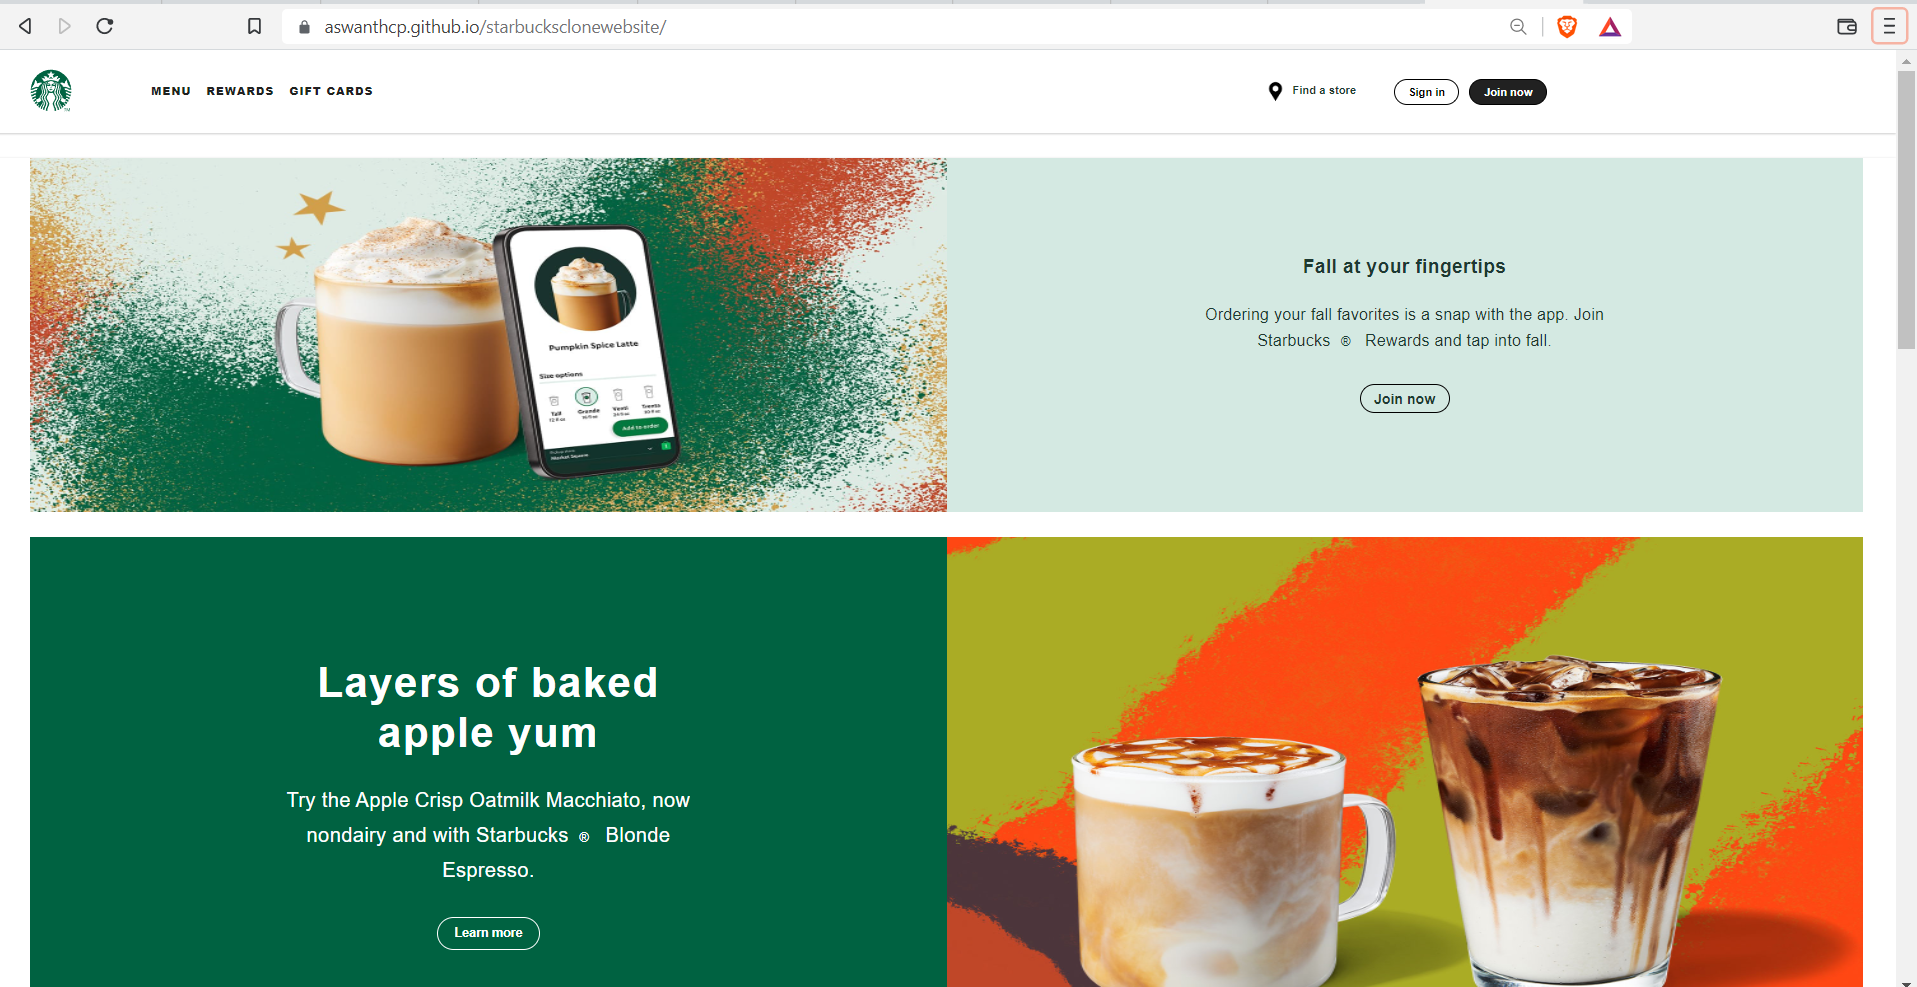 aswanthcp.github.io/starbucksclonewebsite/
MENU REWARDS GIFT CARDS
Find a store
Sign in
Join now
Pumpkin Spice Latte
Size options
Tall Grande Venti Trenta
Add to order
Market Square
Fall at your fingertips
Ordering your fall favorites is a snap with the app. Join
Starbucks ® Rewards and tap into fall.
Join now
Layers of baked
apple yum
Try the Apple Crisp Oatmilk Macchiato, now
nondairy and with Starbucks ® Blonde
Espresso.
Learn more